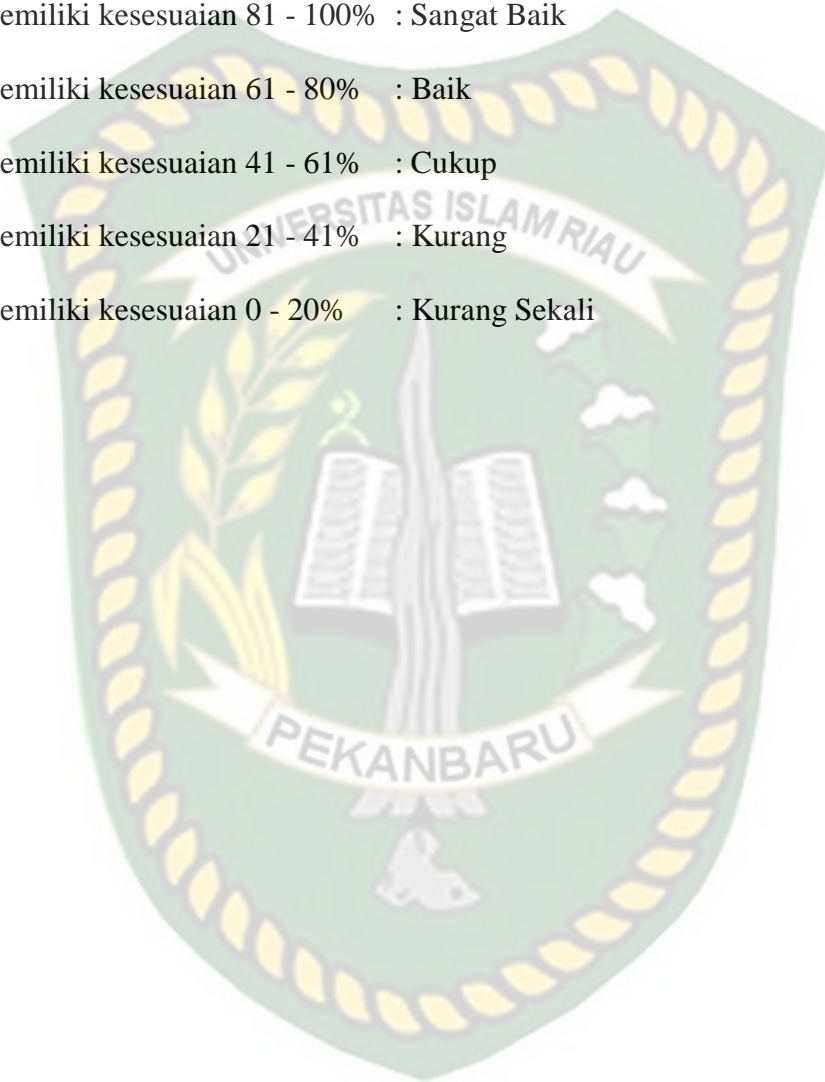 emiliki kesesuaian 81 - 100% : Sangat Baik
emiliki kesesuaian 61 - 80% : Baik
emiliki kesesuaian 41 - 61% : Cukup
UNIVERSITAS ISLAM RIAU
emiliki kesesuaian 21 - 41% : Kurang
emiliki kesesuaian 0 - 20% : Kurang Sekali
PEKANBARU